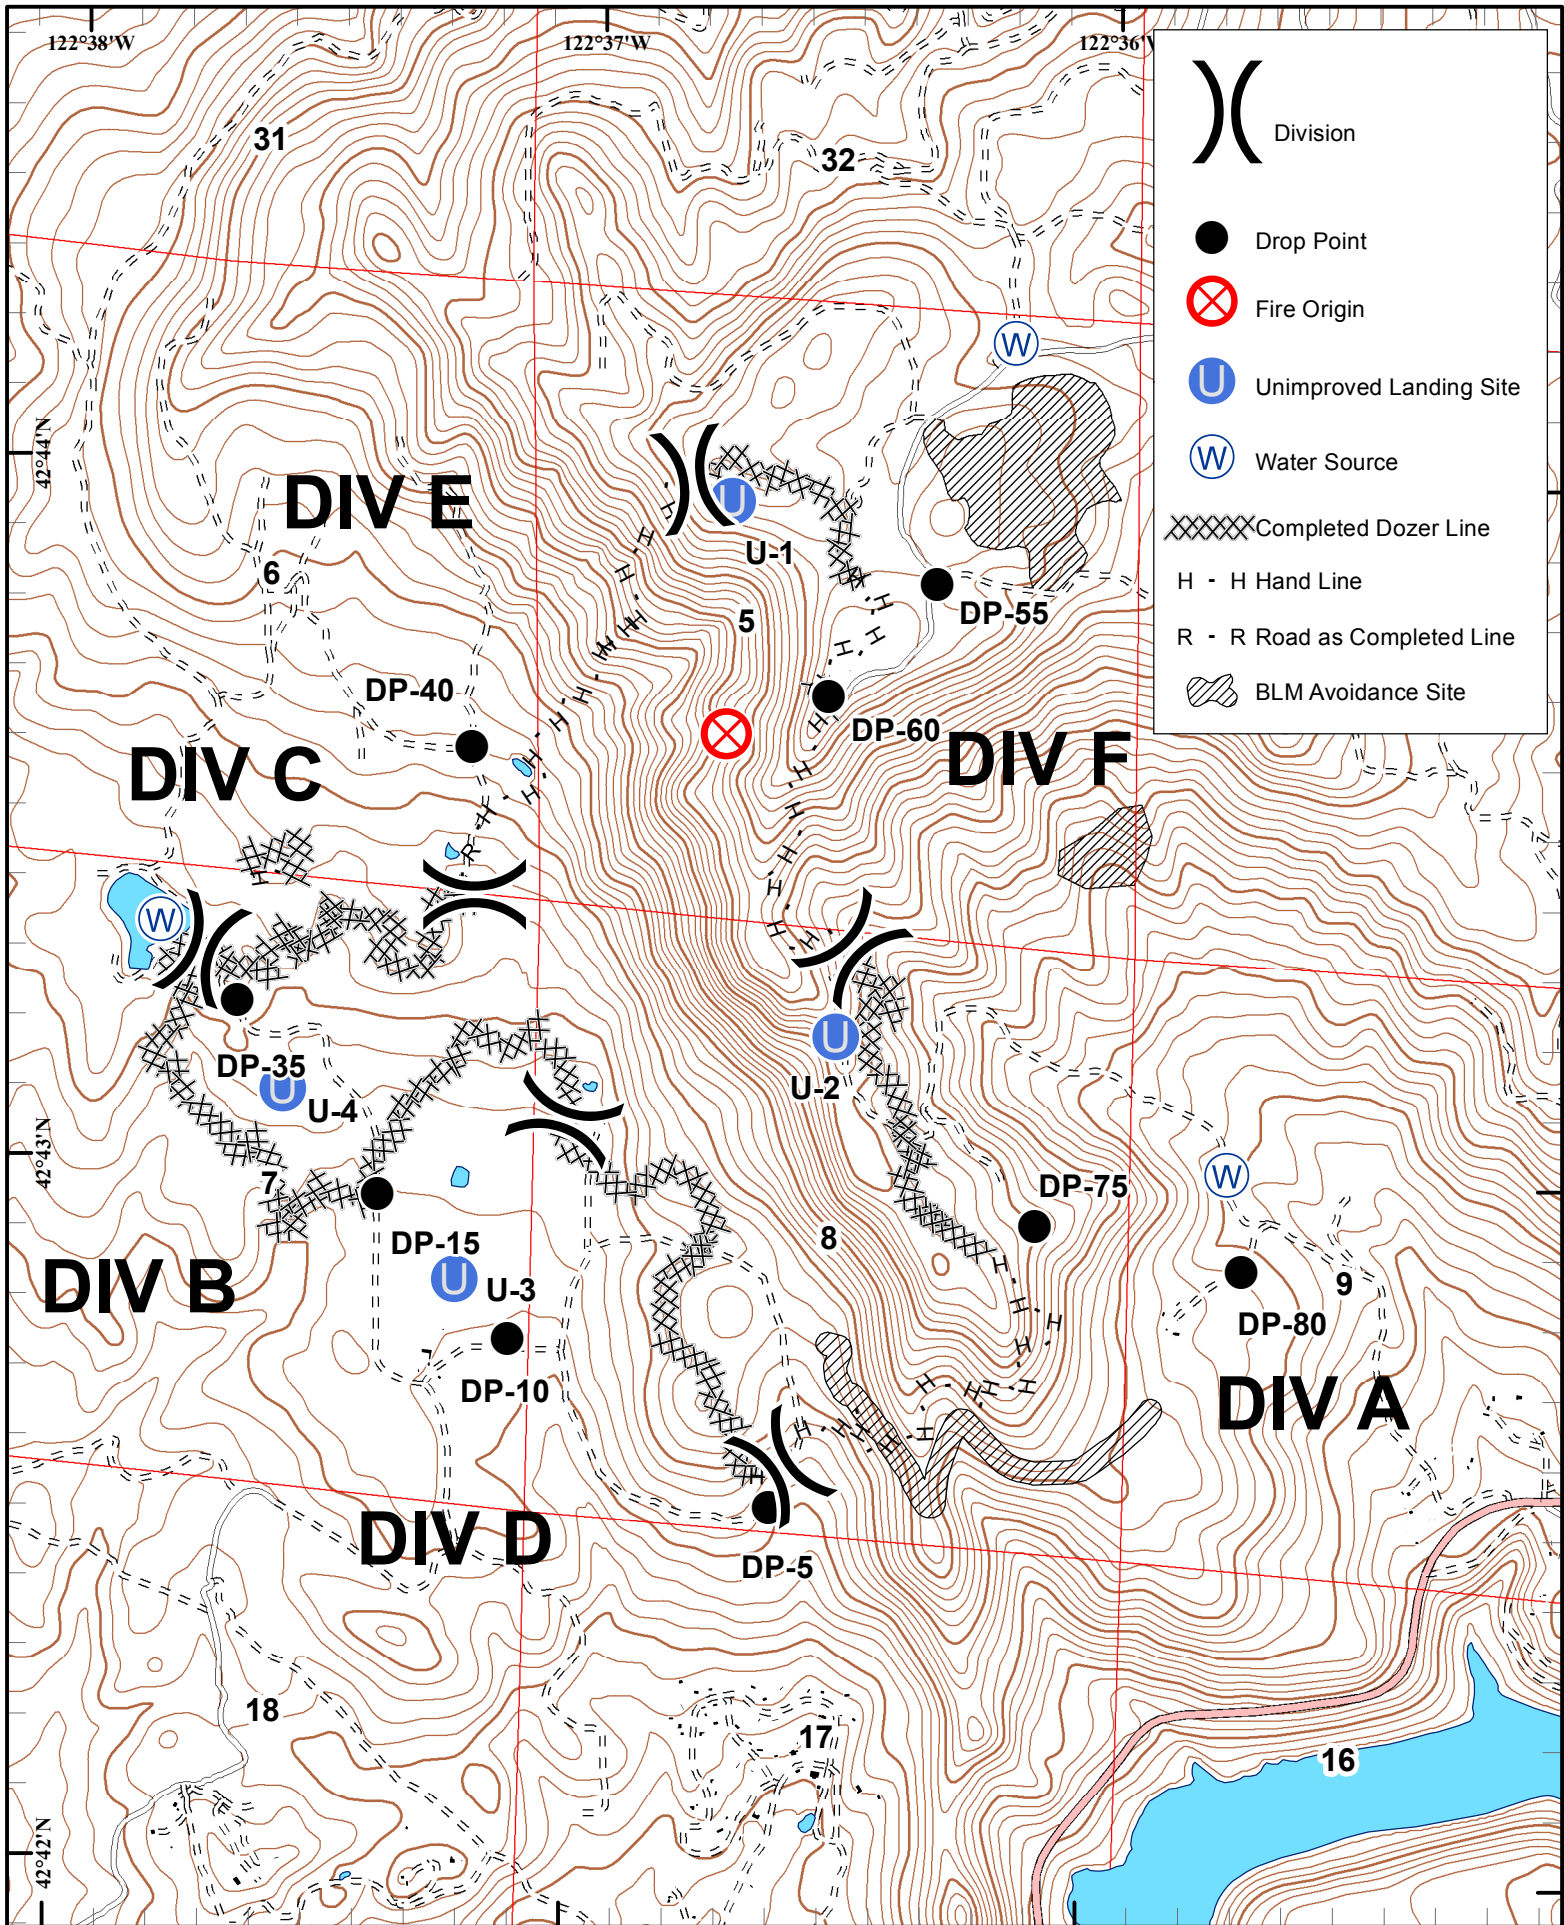 122°38'W
122°37'W
122°36'W
31
32
Division
Drop Point
Fire Origin
U Unimproved Landing Site
W Water Source
Completed Dozer Line
H - H Hand Line
R - R Road as Completed Line
BLM Avoidance Site
W
42°44'N
DIV E
U
U-1
6
5
DP-55
DP-40
DP-60
DIV F
DIV C
R
W
DP-35
U
U-4
U
U-2
42°43'N
W
7
DP-75
8
DP-15
DIV B
U
U-3
9
DP-80
DP-10
DIV A
DIV D
DP-5
18
17
16
42°42'N